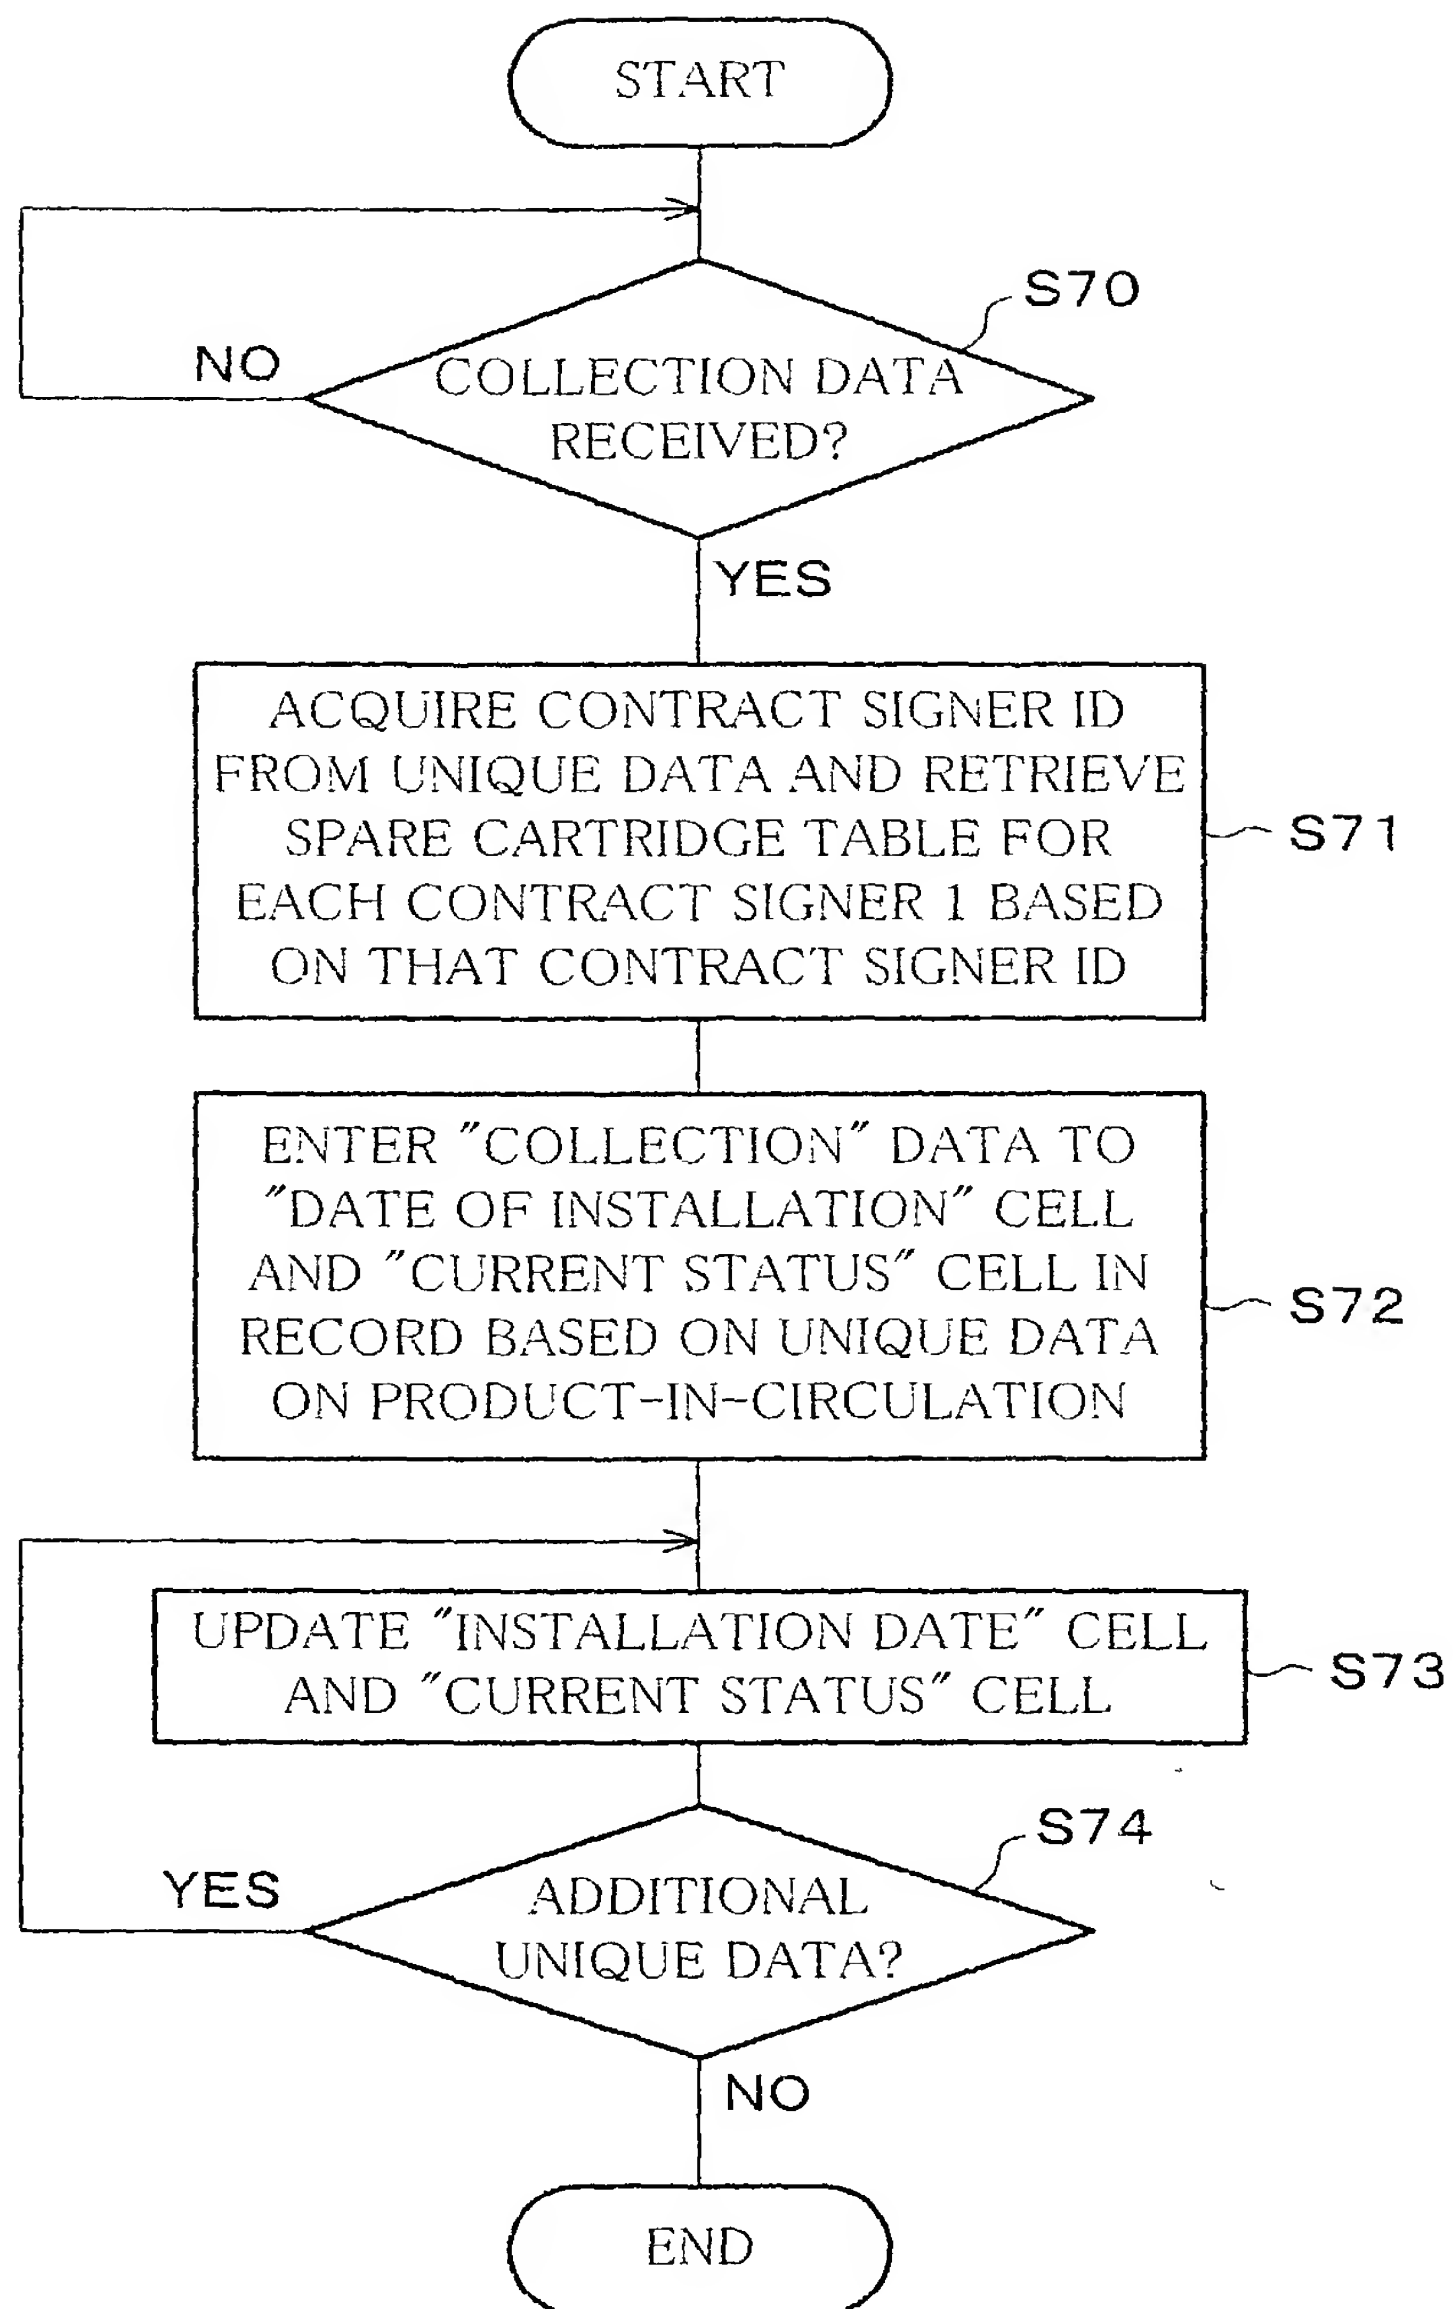 START
S70
NO
COLLECTION DATA
RECEIVED?
YES
ACQUIRE CONTRACT SIGNER ID
FROM UNIQUE DATA AND RETRIEVE
SPARE CARTRIDGE TABLE FOR
EACH CONTRACT SIGNER 1 BASED
ON THAT CONTRACT SIGNER ID
S71
ENTER "COLLECTION" DATA TO
"DATE OF INSTALLATION" CELL
AND "CURRENT STATUS" CELL IN
RECORD BASED ON UNIQUE DATA
ON PRODUCT-IN-CIRCULATION
S72
UPDATE "INSTALLATION DATE" CELL
AND "CURRENT STATUS" CELL
S73
S74
YES
ADDITIONAL
UNIQUE DATA?
NO
END